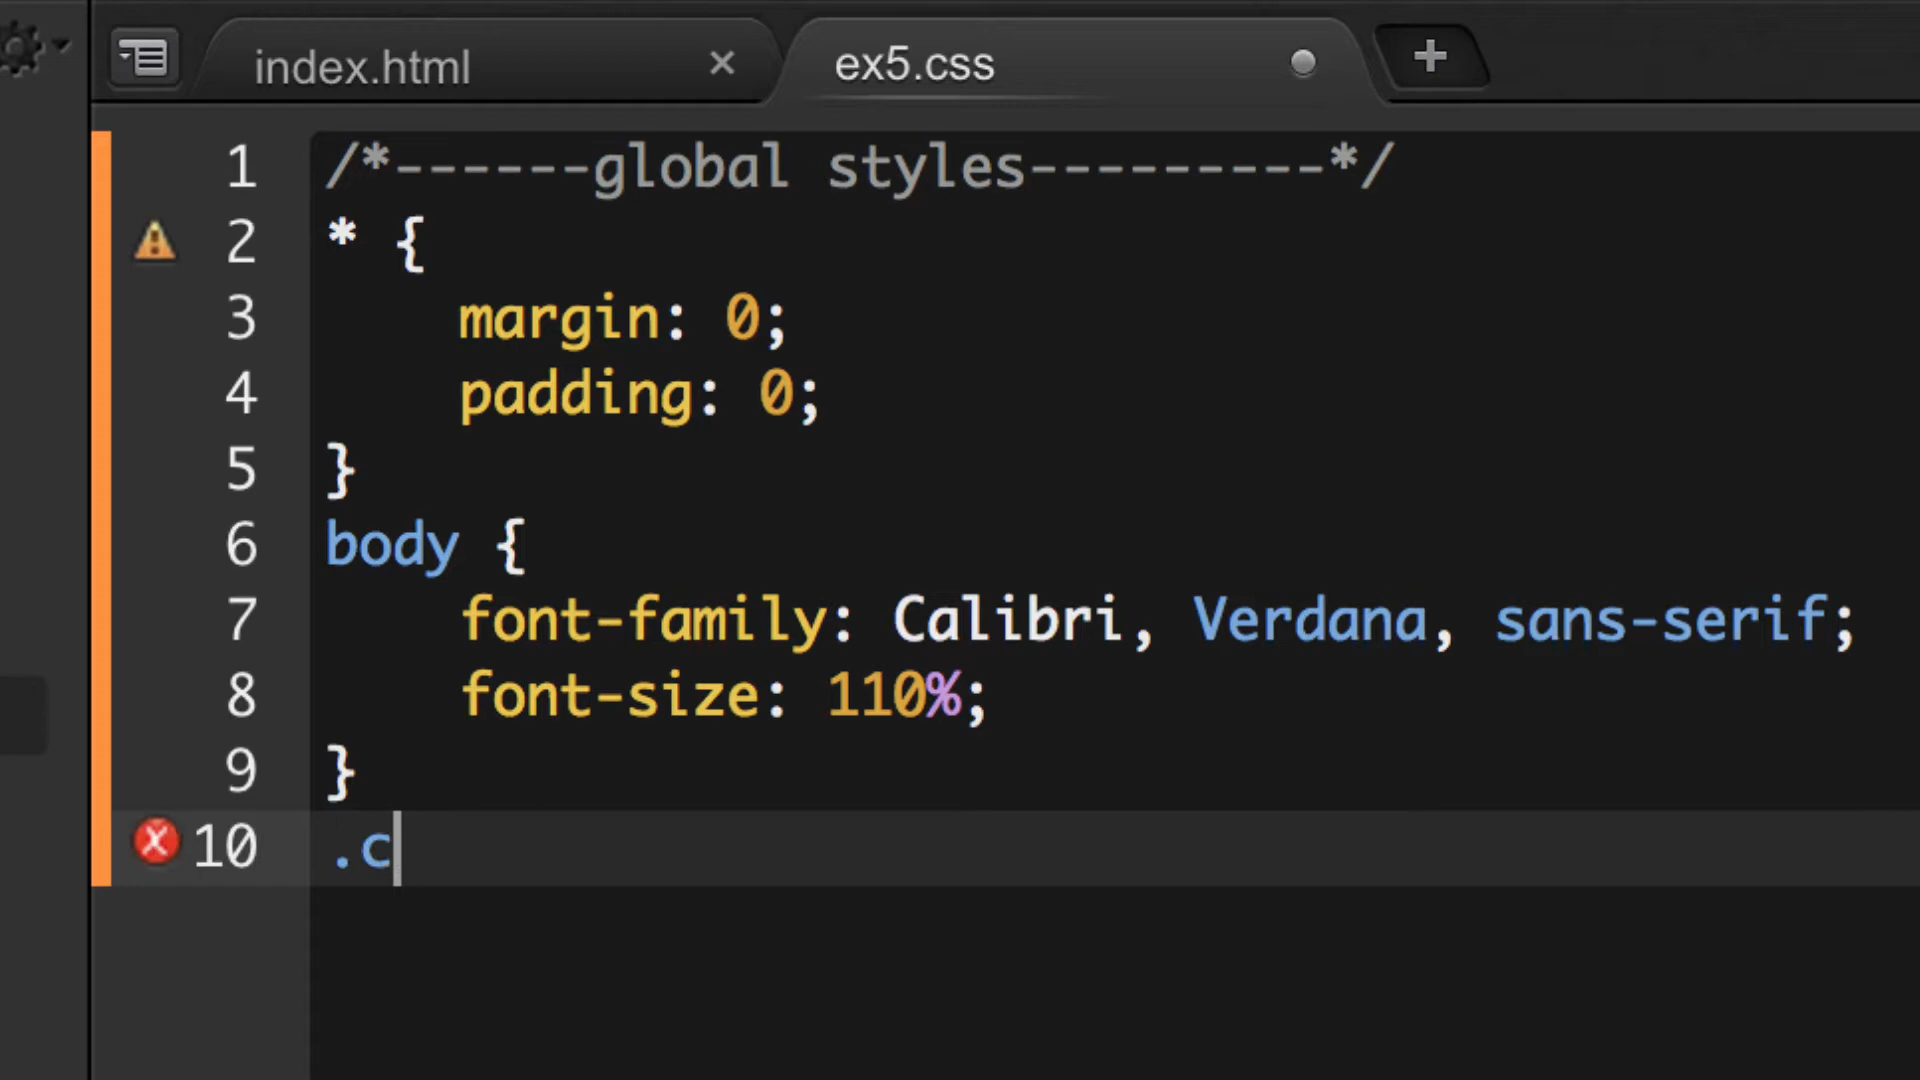 index.html × ex5.css +
1 /*------global styles---------*/
2 * {
3 margin: 0;
4 padding: 0;
5 }
6 body {
7 font-family: Calibri, Verdana, sans-serif;
8 font-size: 110%;
9 }
10 .c